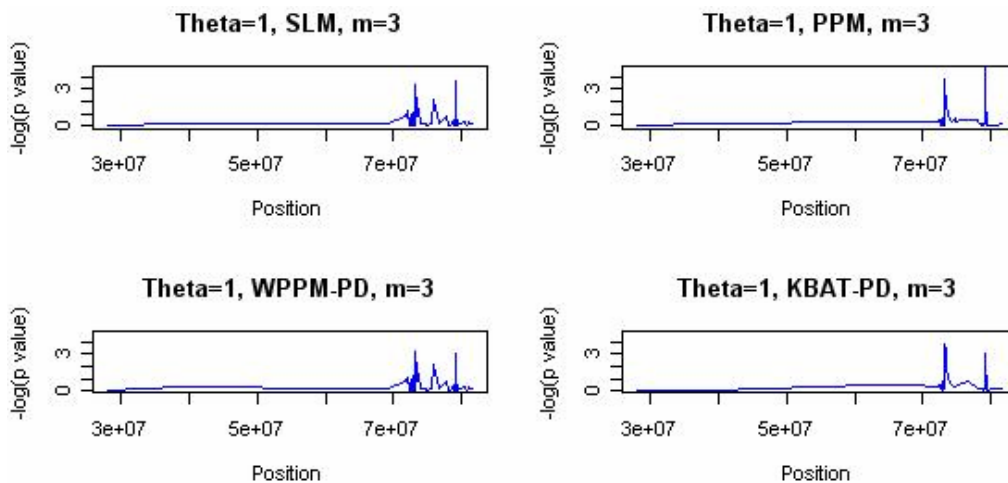 Theta=1, SLM, m=3
-log(p value)
3
0
3e+07 5e+07 7e+07
Position
Theta=1, PPM, m=3
-log(p value)
3
0
3e+07 5e+07 7e+07
Position
Theta=1, WPPM-PD, m=3
-log(p value)
3
0
3e+07 5e+07 7e+07
Position
Theta=1, KBAT-PD, m=3
-log(p value)
3
0
3e+07 5e+07 7e+07
Position